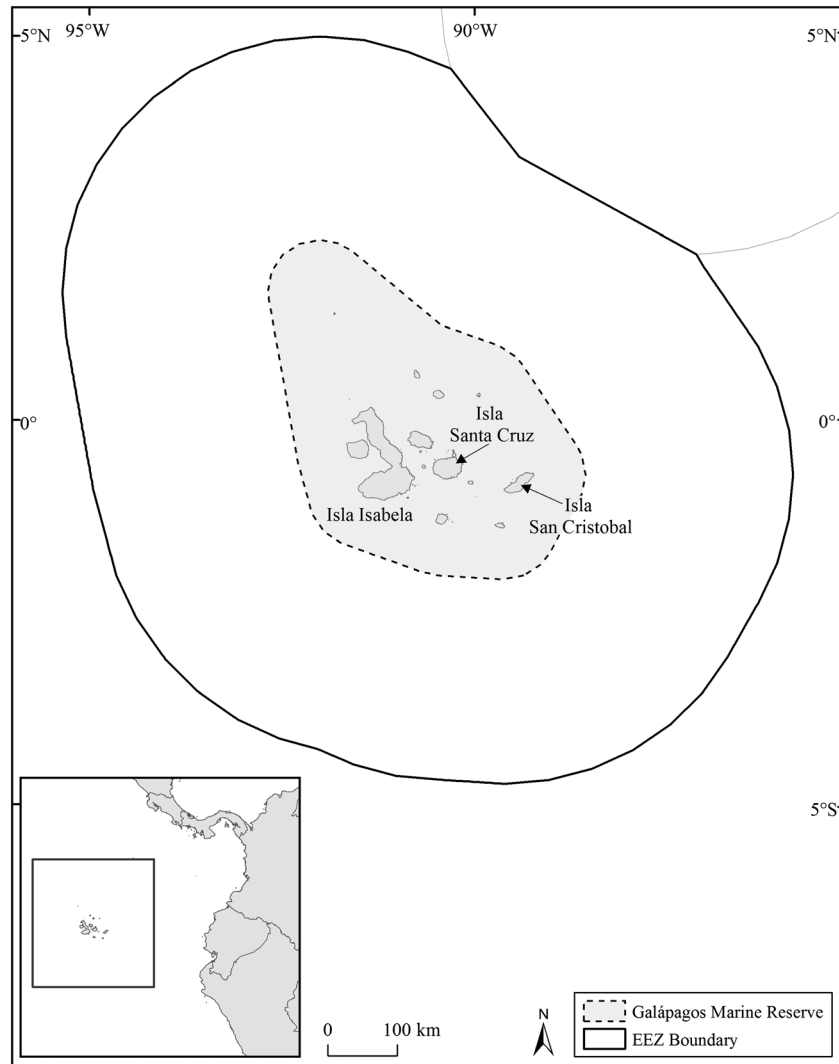 95°W
90°W
5°N
5°N
0°
0°
Isla
Santa Cruz
Isla Isabela
Isla
San Cristobal
5°S
N
0 100 km
Galápagos Marine Reserve
EEZ Boundary